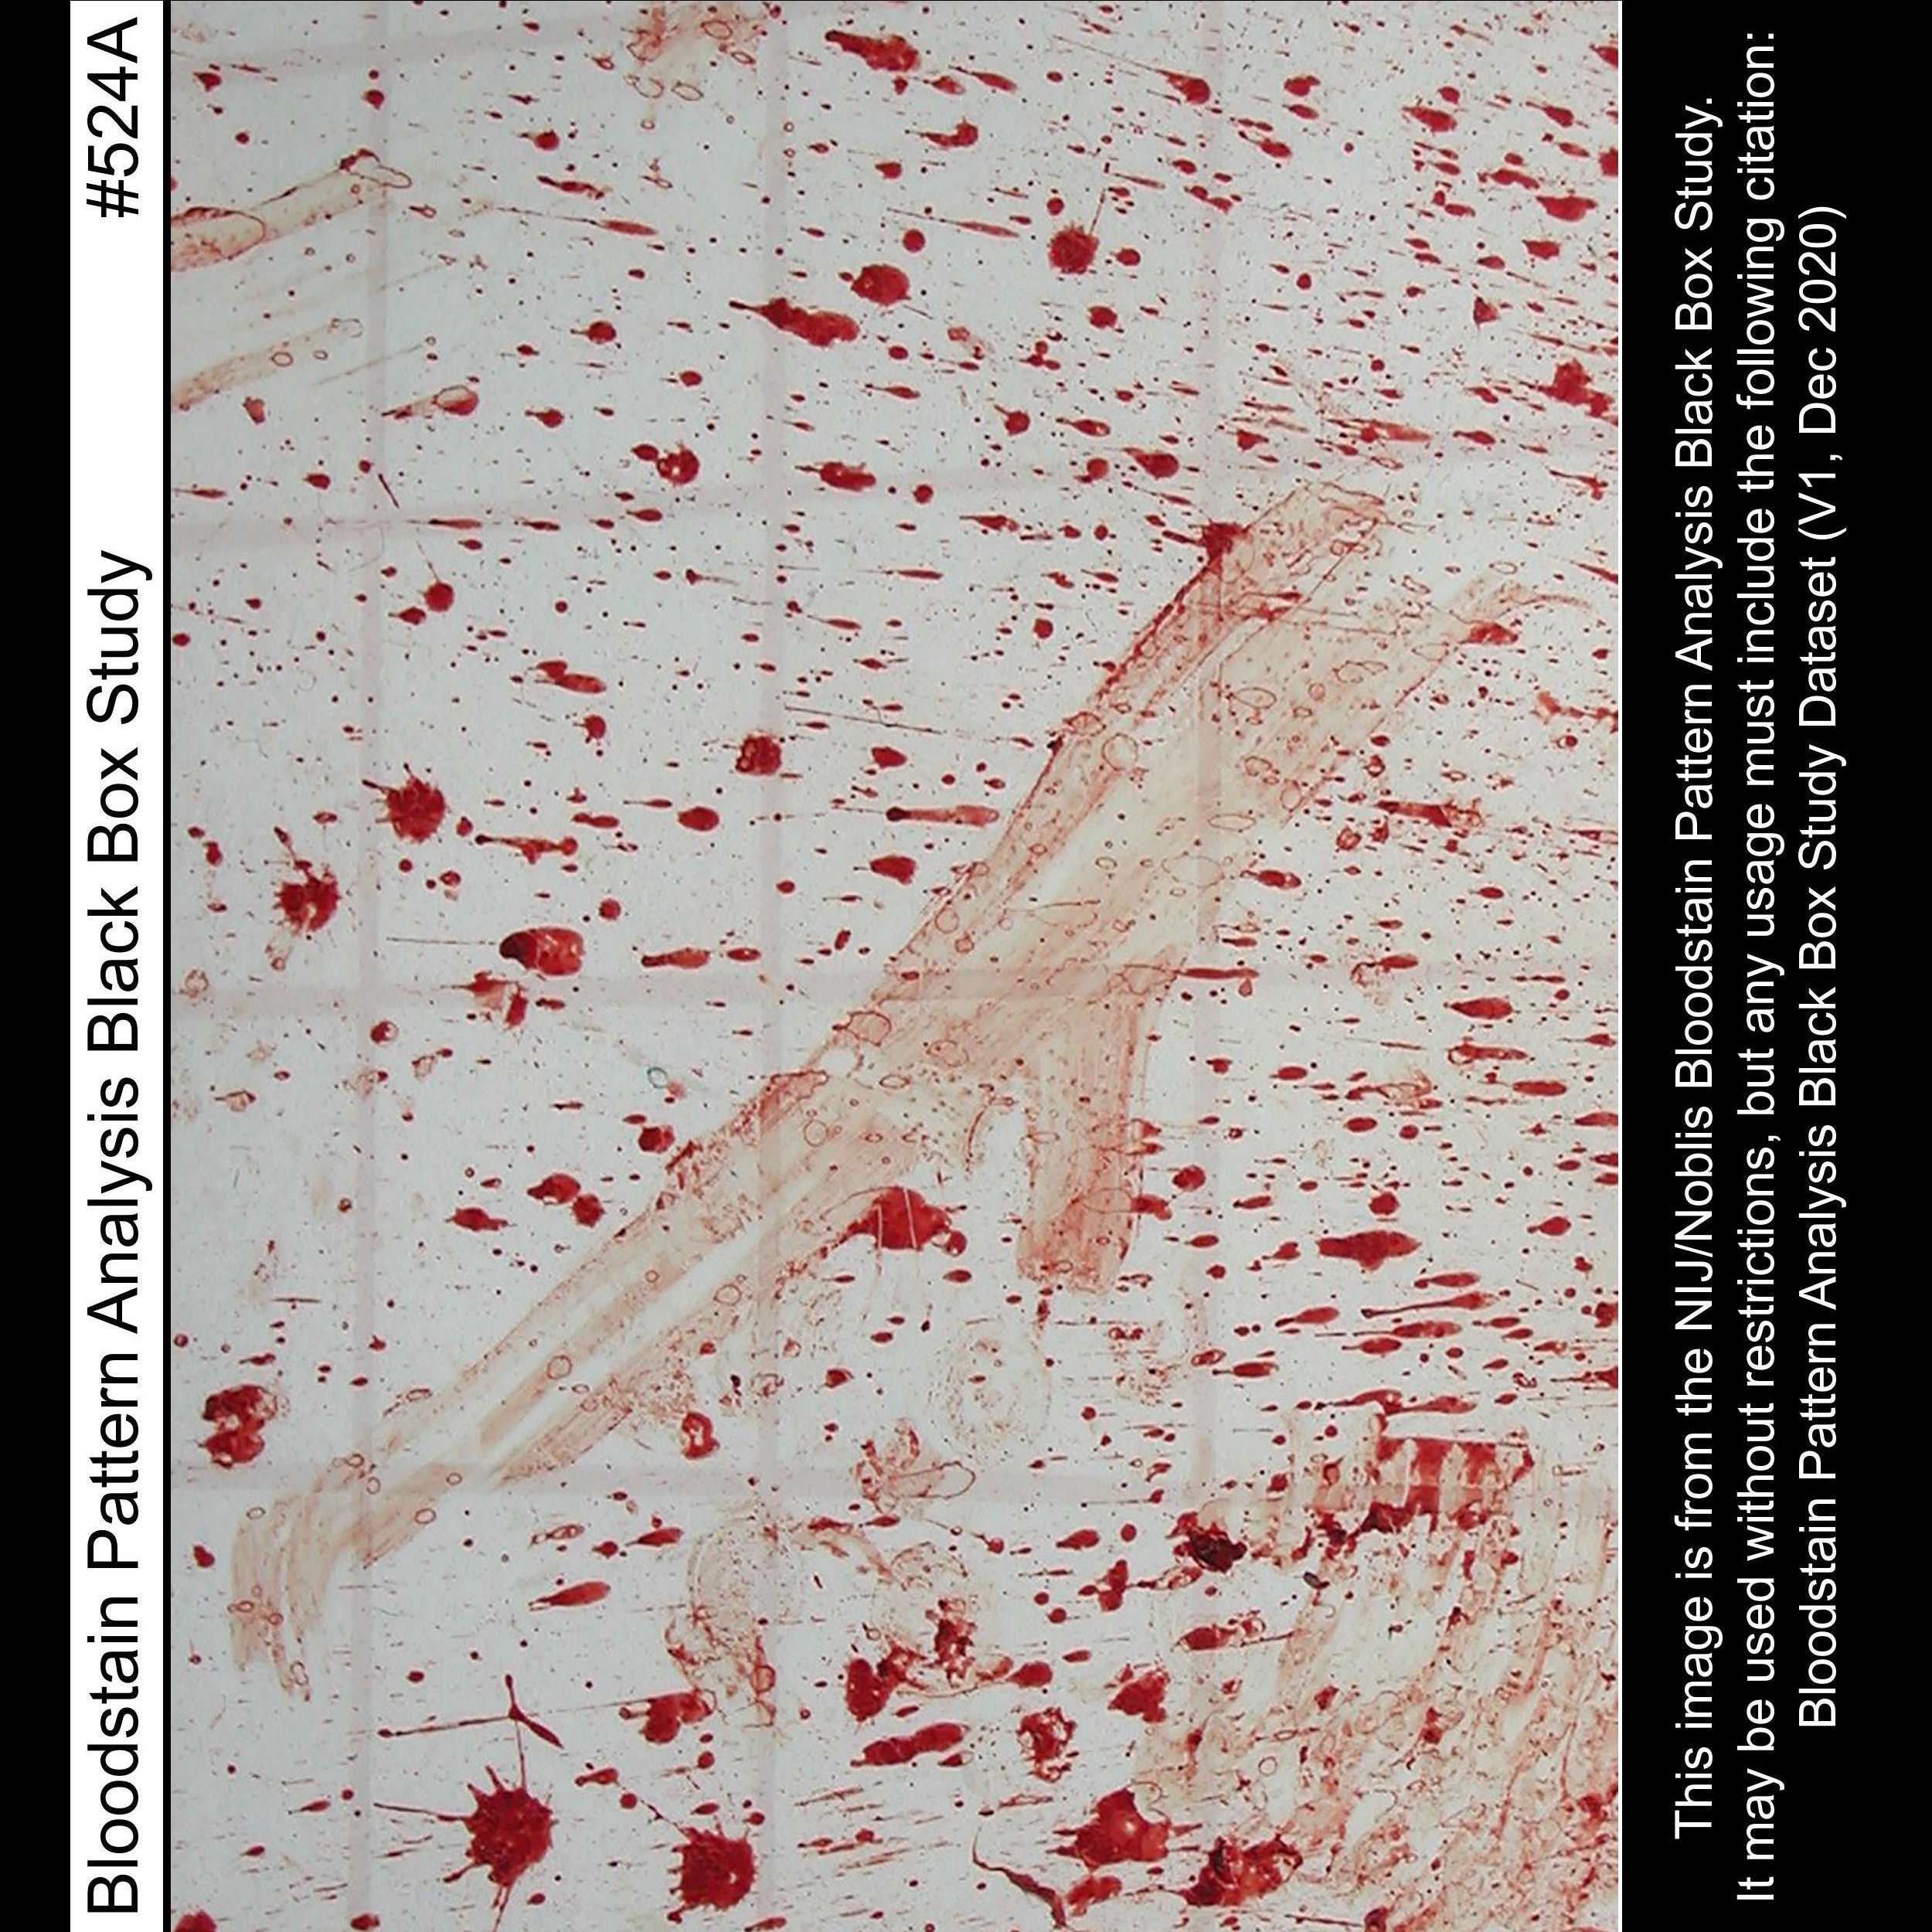 Bloodstain Pattern Analysis Black Box Study #524A
This image is from the NIJ/Noblis Bloodstain Pattern Analysis Black Box Study.
It may be used without restrictions, but any usage must include the following citation:
Bloodstain Pattern Analysis Black Box Study Dataset (V1, Dec 2020)